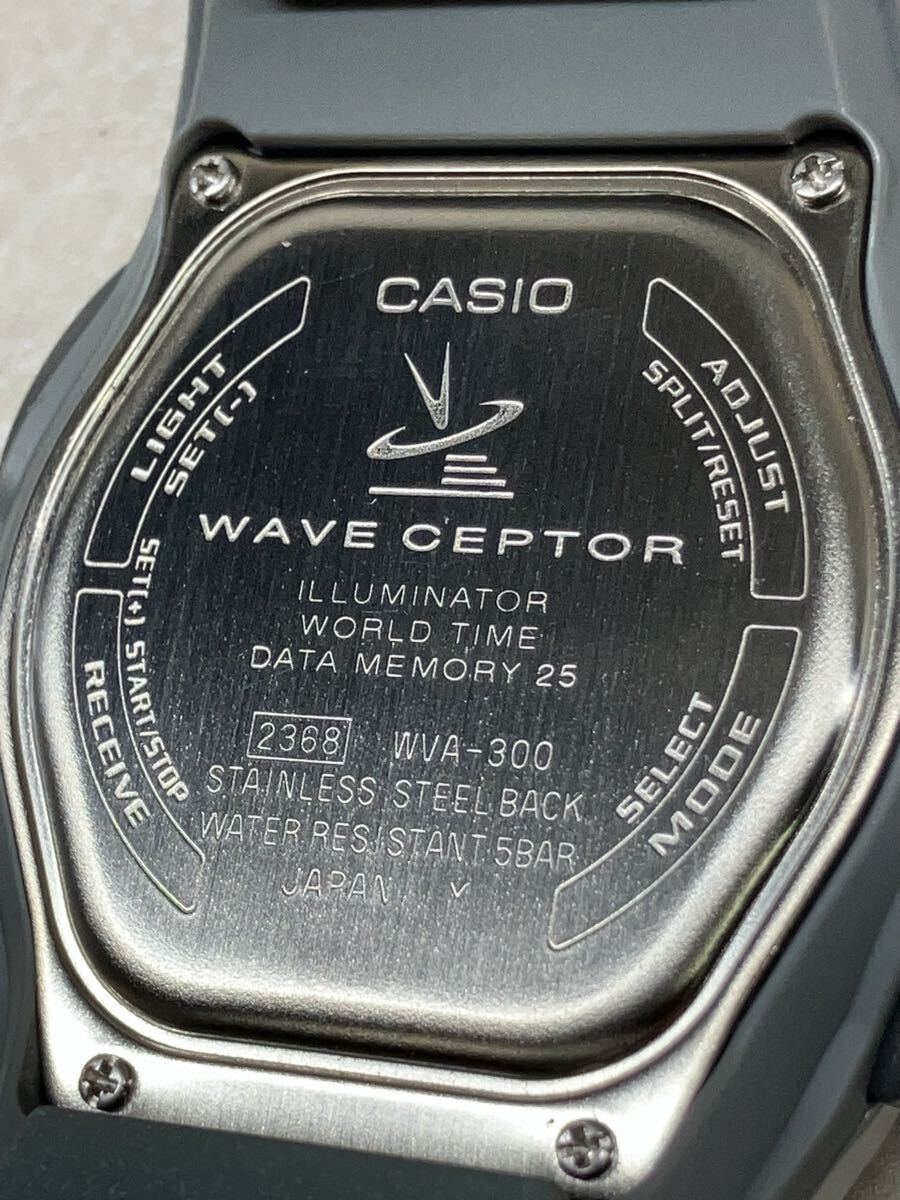 CASIO
LIGHT
SET(-)
ADJUST
SPLIT/RESET
WAVE CEPTOR
ILLUMINATOR
WORLD TIME
DATA MEMORY 25
SET(+) START/STOP
RECEIVE
SELECT
MODE
2368 WVA-300
STAINLESS STEEL BACK
WATER RESISTANT 5BAR
JAPAN Y